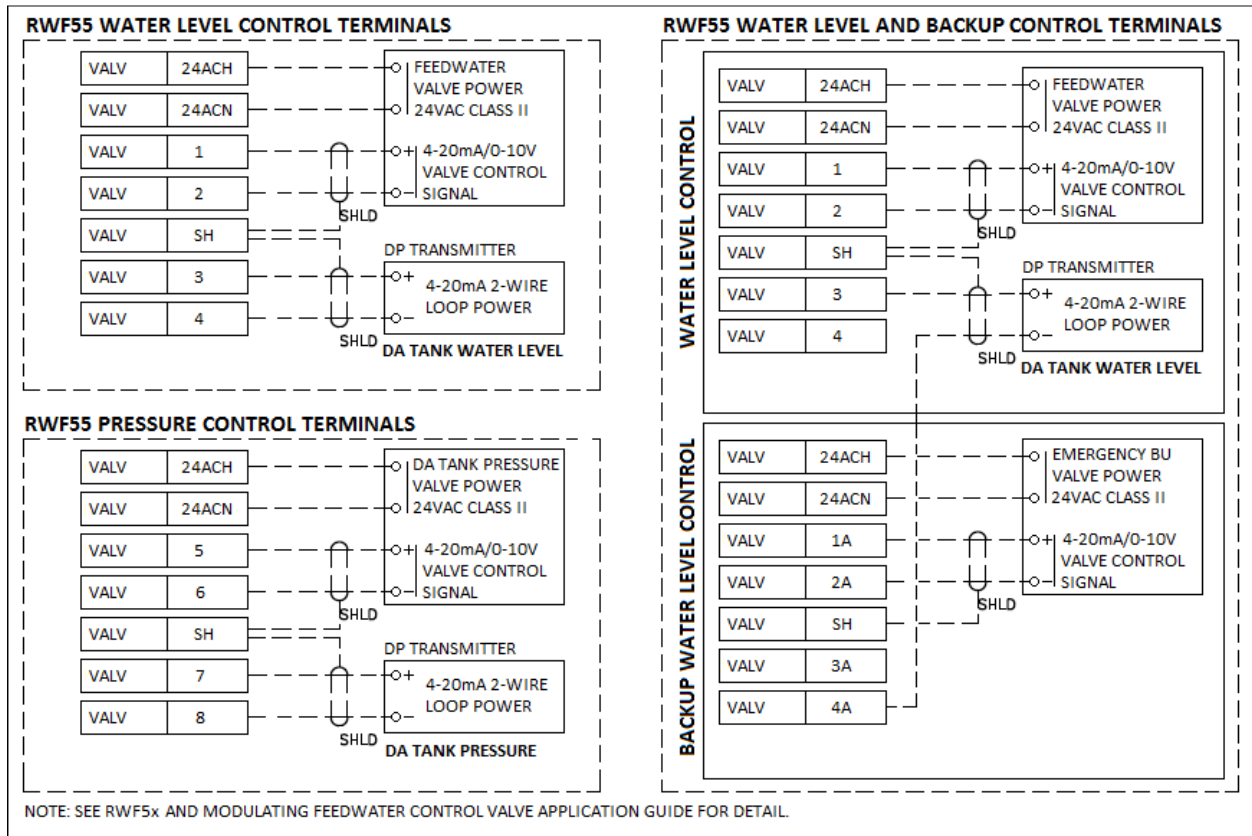 RWF55 WATER LEVEL CONTROL TERMINALS
VALV 24ACH
VALV 24ACN
VALV 1
VALV 2
VALV SH
VALV 3
VALV 4
FEEDWATER
VALVE POWER
24VAC CLASS II
+ 4-20mA/0-10V
VALVE CONTROL
- SIGNAL
SHLD
DP TRANSMITTER
+
4-20mA 2-WIRE
LOOP POWER
-
SHLD
DA TANK WATER LEVEL
RWF55 PRESSURE CONTROL TERMINALS
VALV 24ACH
VALV 24ACN
VALV 5
VALV 6
VALV SH
VALV 7
VALV 8
DA TANK PRESSURE
VALVE POWER
24VAC CLASS II
+ 4-20mA/0-10V
VALVE CONTROL
- SIGNAL
SHLD
DP TRANSMITTER
+
4-20mA 2-WIRE
LOOP POWER
-
SHLD
DA TANK PRESSURE
RWF55 WATER LEVEL AND BACKUP CONTROL TERMINALS
WATER LEVEL CONTROL
VALV 24ACH
VALV 24ACN
VALV 1
VALV 2
VALV SH
VALV 3
VALV 4
FEEDWATER
VALVE POWER
24VAC CLASS II
+ 4-20mA/0-10V
VALVE CONTROL
- SIGNAL
SHLD
DP TRANSMITTER
+
4-20mA 2-WIRE
LOOP POWER
-
SHLD
DA TANK WATER LEVEL
BACKUP WATER LEVEL CONTROL
VALV 24ACH
VALV 24ACN
VALV 1A
VALV 2A
VALV SH
VALV 3A
VALV 4A
EMERGENCY BU
VALVE POWER
24VAC CLASS II
+ 4-20mA/0-10V
VALVE CONTROL
- SIGNAL
SHLD
NOTE: SEE RWF5x AND MODULATING FEEDWATER CONTROL VALVE APPLICATION GUIDE FOR DETAIL.